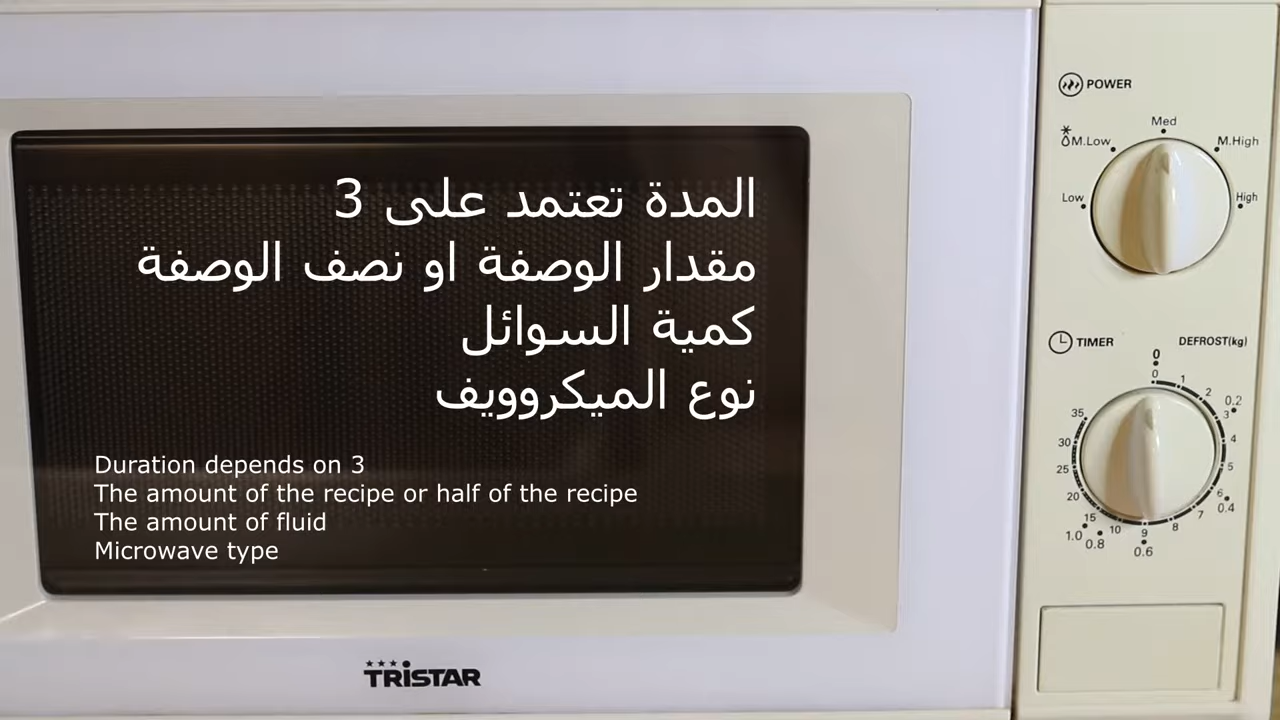 المدة تعتمد على 3
مقدار الوصفة او نصف الوصفة
كمية السوائل
نوع الميكروويف
Duration depends on 3
The amount of the recipe or half of the recipe
The amount of fluid
Microwave type
TRISTAR
POWER
Med
M.Low
M.High
Low
High
TIMER
DEFROST(kg)
0
0
1
2
0.2
3
4
5
6
0.4
7
8
9
0.6
10
15
0.8
1.0
20
25
30
35